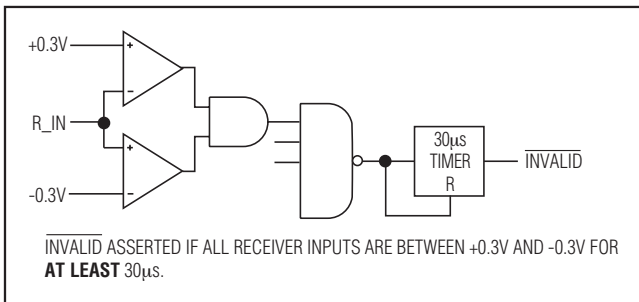 +0.3V
+
-
R_IN
+
-0.3V
-
30μs
TIMER
R
INVALID
INVALID ASSERTED IF ALL RECEIVER INPUTS ARE BETWEEN +0.3V AND -0.3V FOR
AT LEAST 30μs.